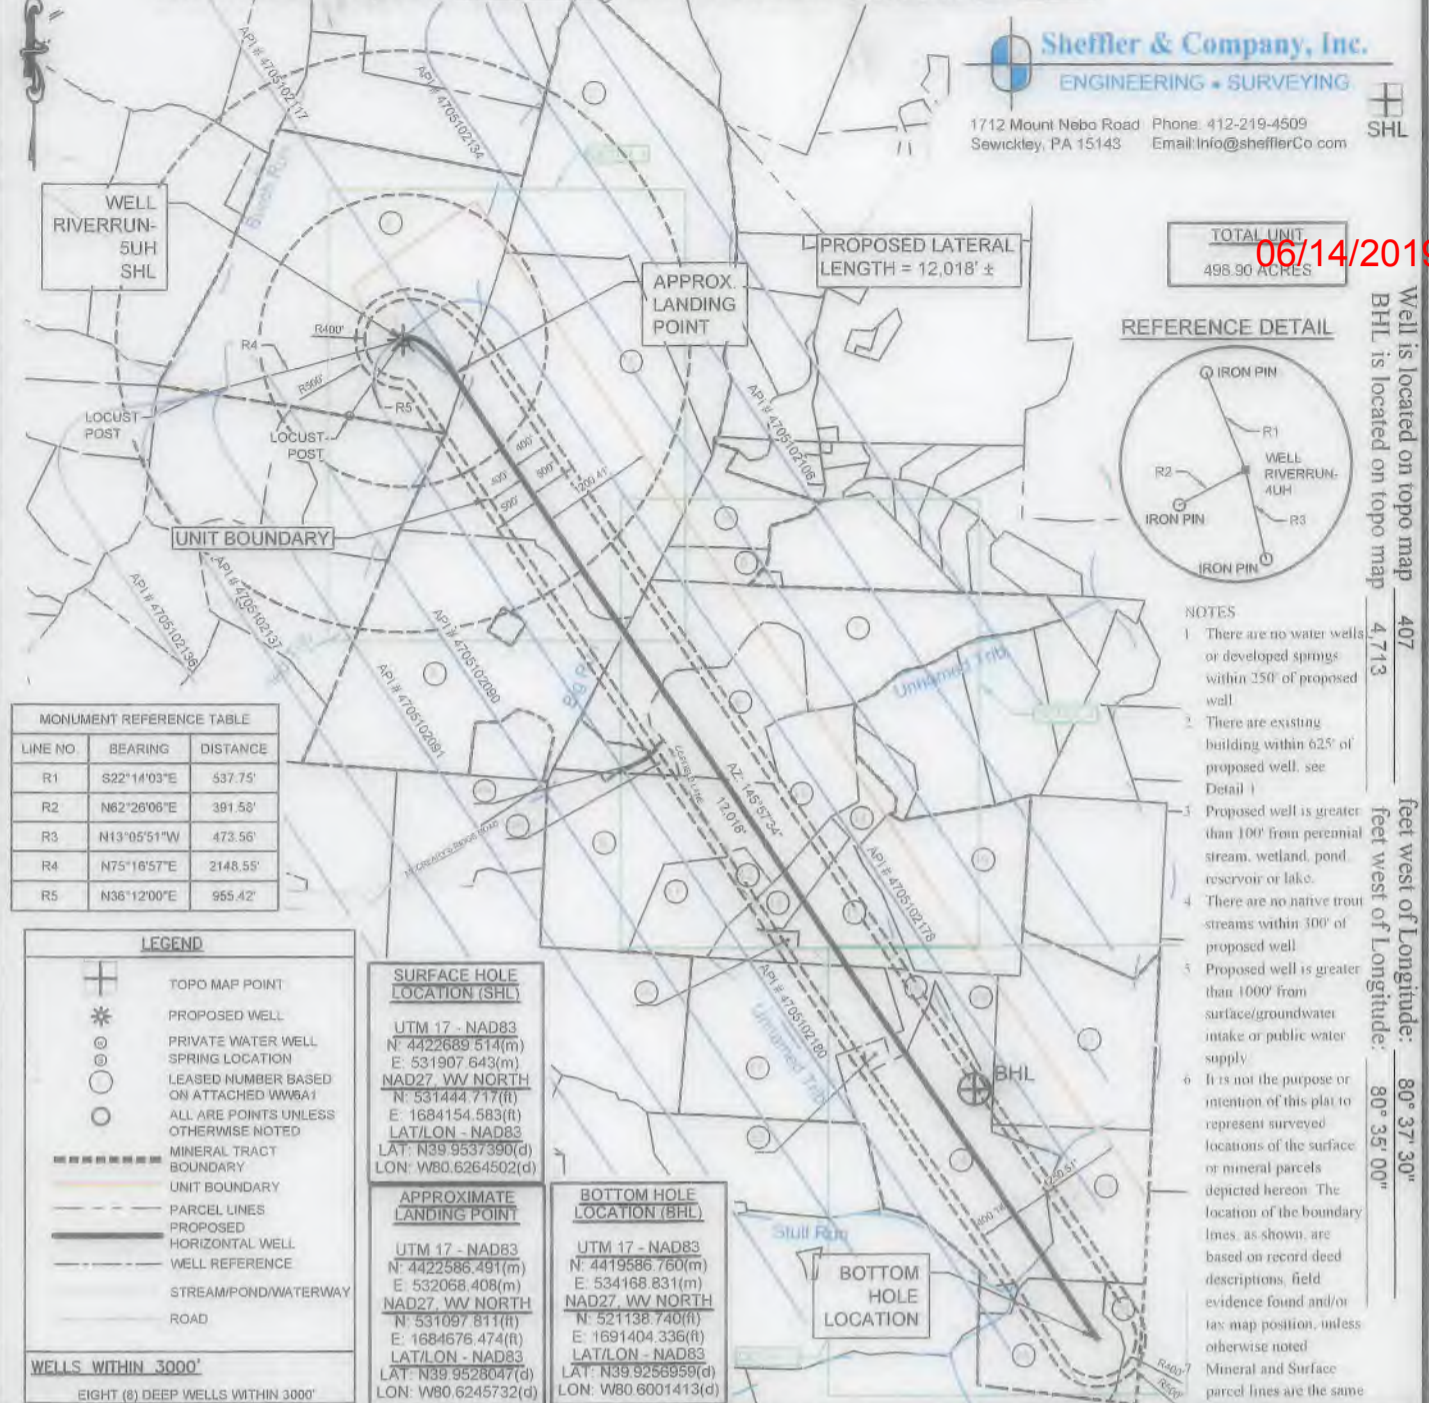 Sheffler & Company, Inc.
ENGINEERING • SURVEYING
1712 Mount Nebo Road Phone: 412-219-4509
Sewickley, PA 15143 Email:Info@shefflerCo.com
SHL
TOTAL UNIT
498.90 ACRES
06/14/2019
WELL
RIVERRUN-
5UH
SHL
PROPOSED LATERAL
LENGTH = 12,018' ±
APPROX.
LANDING
POINT
API # 4705102117
API # 4705102134
API # 4705102106
API # 4705102136
API # 4705102137
API # 4705102090
API # 4705102091
API # 4705102178
API # 4705102180
R400'
R4
R500'
R5
LOCUST
POST
LOCUST
POST
400'
500'
400'
500'
1200.41'
UNIT BOUNDARY
Unnamed Trib.
Unnamed Trib.
AZ: 145°57'34"
12,018'
BHL
Stull Run
BOTTOM
HOLE
LOCATION
R400'
R500'
REFERENCE DETAIL
IRON PIN
R1
WELL
RIVERRUN-
4UH
R2
IRON PIN
R3
IRON PIN
Well is located on topo map 407 feet west of Longitude: 80° 37' 30"
BHL is located on topo map 4,713 feet west of Longitude: 80° 35' 00"
NOTES
1 There are no water wells
or developed springs
within 250' of proposed
well
2 There are existing
building within 625' of
proposed well, see
Detail 1
3 Proposed well is greater
than 100' from perennial
stream, wetland, pond,
reservoir or lake.
4 There are no native trout
streams within 300' of
proposed well
5 Proposed well is greater
than 1000' from
surface/groundwater
intake or public water
supply
6 It is not the purpose or
intention of this plat to
represent surveyed
locations of the surface
or mineral parcels
depicted hereon. The
location of the boundary
lines, as shown, are
based on record deed
descriptions, field
evidence found and/or
tax map position, unless
otherwise noted
7 Mineral and Surface
parcel lines are the same
MONUMENT REFERENCE TABLE
LINE NO. BEARING DISTANCE
R1 S22°14'03"E 537.75'
R2 N62°26'06"E 391.58'
R3 N13°05'51"W 473.56'
R4 N75°16'57"E 2148.55'
R5 N36°12'00"E 955.42'
LEGEND
TOPO MAP POINT
PROPOSED WELL
PRIVATE WATER WELL
SPRING LOCATION
LEASED NUMBER BASED
ON ATTACHED WW6A1
ALL ARE POINTS UNLESS
OTHERWISE NOTED
MINERAL TRACT
BOUNDARY
UNIT BOUNDARY
PARCEL LINES
PROPOSED
HORIZONTAL WELL
WELL REFERENCE
STREAM/POND/WATERWAY
ROAD
WELLS WITHIN 3000'
EIGHT (8) DEEP WELLS WITHIN 3000'
SURFACE HOLE
LOCATION (SHL)
UTM 17 - NAD83
N: 4422689.514(m)
E: 531907.643(m)
NAD27, WV NORTH
N: 531444.717(ft)
E: 1684154.583(ft)
LAT/LON - NAD83
LAT: N39.9537390(d)
LON: W80.6264502(d)
APPROXIMATE
LANDING POINT
UTM 17 - NAD83
N: 4422586.491(m)
E: 532068.408(m)
NAD27, WV NORTH
N: 531097.811(ft)
E: 1684676.474(ft)
LAT/LON - NAD83
LAT: N39.9528047(d)
LON: W80.6245732(d)
BOTTOM HOLE
LOCATION (BHL)
UTM 17 - NAD83
N: 4419586.760(m)
E: 534168.831(m)
NAD27, WV NORTH
N: 521138.740(ft)
E: 1691404.336(ft)
LAT/LON - NAD83
LAT: N39.9256959(d)
LON: W80.6001413(d)